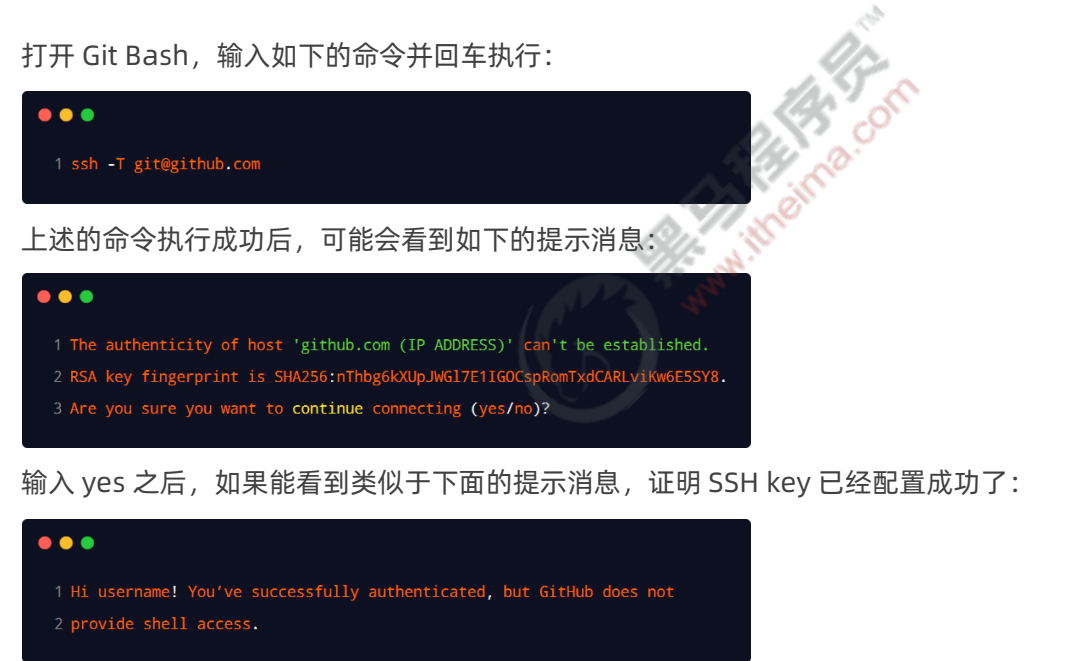 打开 Git Bash，输入如下的命令并回车执行：
1 ssh -T git@github.com
上述的命令执行成功后，可能会看到如下的提示消息：
1 The authenticity of host 'github.com (IP ADDRESS)' can't be established.
2 RSA key fingerprint is SHA256:nThbg6kXUpJWGl7E1IGOCspRomTxdCARLviKw6E5SY8.
3 Are you sure you want to continue connecting (yes/no)?
输入 yes 之后，如果能看到类似于下面的提示消息，证明 SSH key 已经配置成功了：
1 Hi username! You’ve successfully authenticated, but GitHub does not
2 provide shell access.
黑马程序员™
www.itheima.com